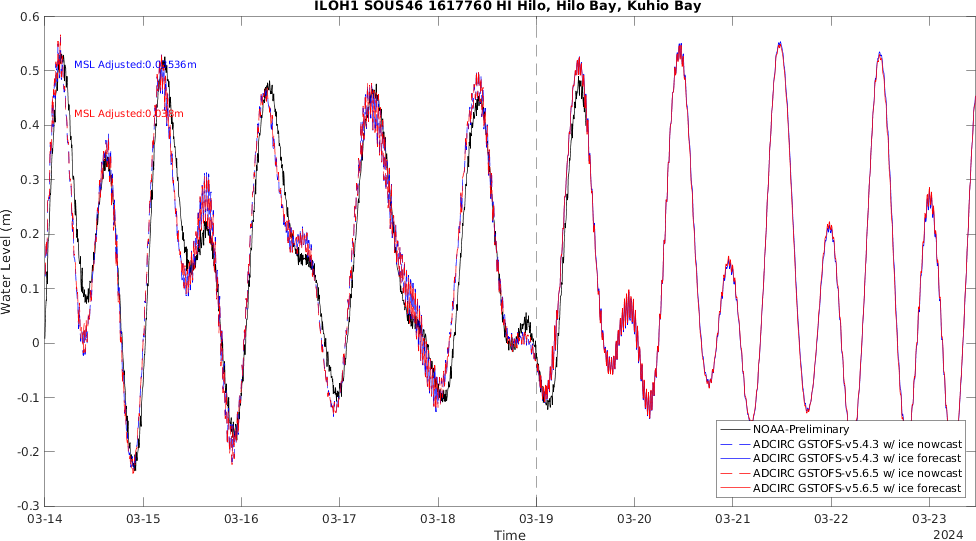 ILOH1 SOUS46 1617760 HI Hilo, Hilo Bay, Kuhio Bay
0.6
0.5
0.4
0.3
0.2
0.1
0
-0.1
-0.2
-0.3
Water Level (m)
MSL Adjusted:
MSL Adjusted:
NOAA-Preliminary
ADCIRC GSTOFS-v5.4.3 w/ ice nowcast
ADCIRC GSTOFS-v5.4.3 w/ ice forecast
ADCIRC GSTOFS-v5.6.5 w/ ice nowcast
ADCIRC GSTOFS-v5.6.5 w/ ice forecast
03-14 03-15 03-16 03-17 03-18 03-19 03-20 03-21 03-22 03-23
Time
2024